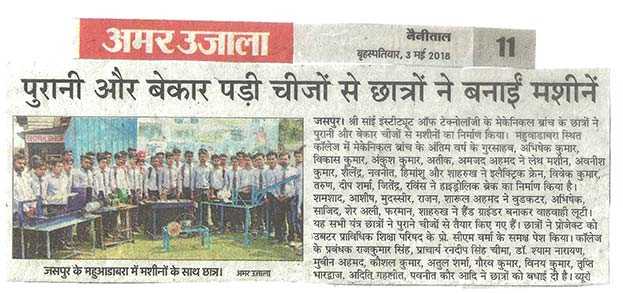 अमर उजाला
नैनीताल
बृहस्पतिवार, 3 मई 2018
11
पुरानी और बेकार पड़ी चीजों से छात्रों ने बनाईं मशीनें
जसपुर के महुआडाबरा में मशीनों के साथ छात्र। अमर उजाला
जसपुर। श्री साई इंस्टीट्यूट ऑफ टेक्नोलॉजी के मेकेनिकल ब्रांच के छात्रों ने
पुरानी और बेकार चीजों से मशीनों का निर्माण किया। महुवाडाबरा स्थित
कॉलेज में मेकेनिकल ब्रांच के अंतिम वर्ष के गुरसाहब, अभिषेक कुमार,
विकास कुमार, अंकुश कुमार, अतीक, अमजद अहमद ने लेथ मशीन, अवनीश
कुमार, शैलेंद्र, नवनीत, हिमांशु और शाहरुख ने इलेक्ट्रिक क्रेन, विवेक कुमार,
तरुण, दीप शर्मा, जितेंद्र, रविंस ने हाइड्रोलिक ब्रेक का निर्माण किया है।
शमशाद, आशीष, मुदस्सीर, राजन, शारूल अहमद ने वुडकटर, अभिषेक,
साजिद, शेर अली, फरमान, शाहरुख ने हैंड ग्राइंडर बनाकर वाहवाही लूटी।
यह सभी यंत्र छात्रों ने पुराने चीजों से तैयार किए गए हैं। छात्रों ने प्रोजेक्ट को
उबटर प्राविधिक शिक्षा परिषद के प्रो. सीएम वर्मा के समक्ष पेश किया। कॉलेज
के प्रबंधक राजकुमार सिंह, प्राचार्य रनदीप सिंह चीमा, डॉ. श्याम नारायण,
मुबीन अहमद, कौशल कुमार, अतुल शर्मा, गौरव कुमार, विनय कुमार, तृप्ति
भारद्वाज, अदिति गहलौत, पवनीत कौर आदि ने छात्रों को बधाई दी है। ब्यूरो